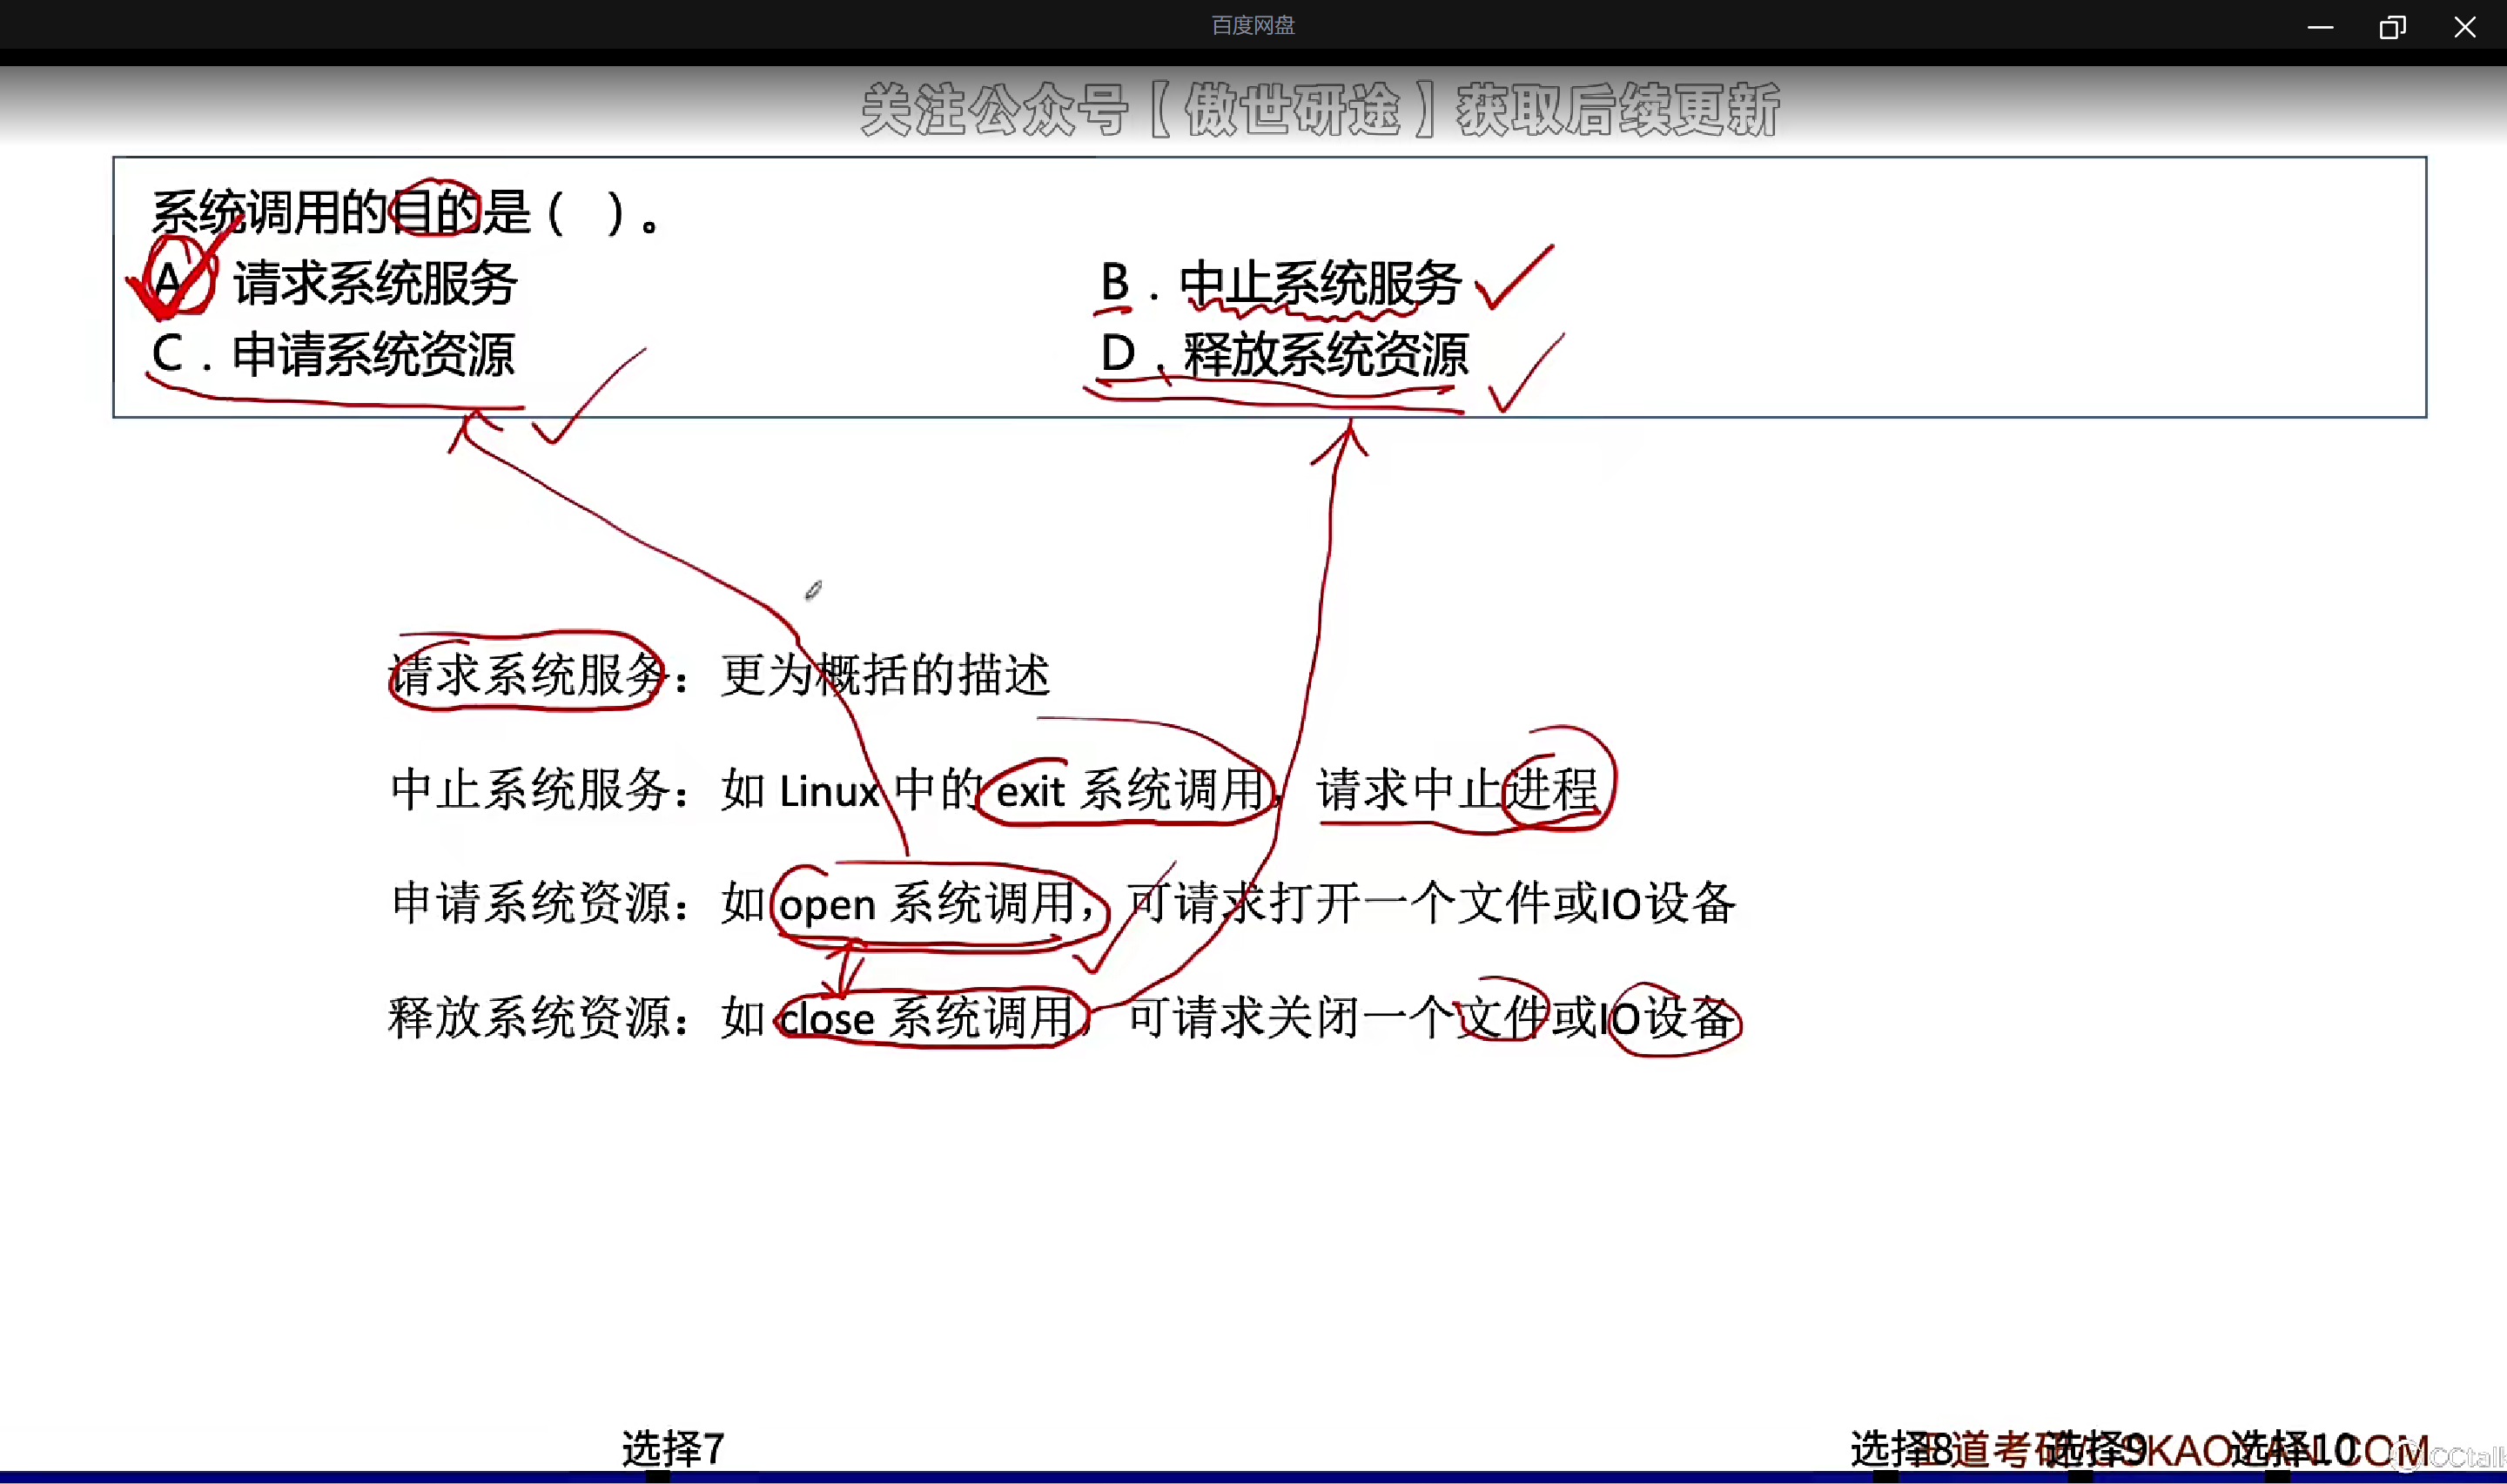 百度网盘
关注公众号【傲世研途】获取后续更新
系统调用的目的是（ ）。
A．请求系统服务
B．中止系统服务
C．申请系统资源
D．释放系统资源
请求系统服务： 更为概括的描述
中止系统服务： 如 Linux 中的 exit 系统调用， 请求中止进程
申请系统资源： 如 open 系统调用， 可请求打开一个文件或IO设备
释放系统资源： 如 close 系统调用， 可请求关闭一个文件或IO设备
选择7
选择8
选择9
选择10
CCtalk